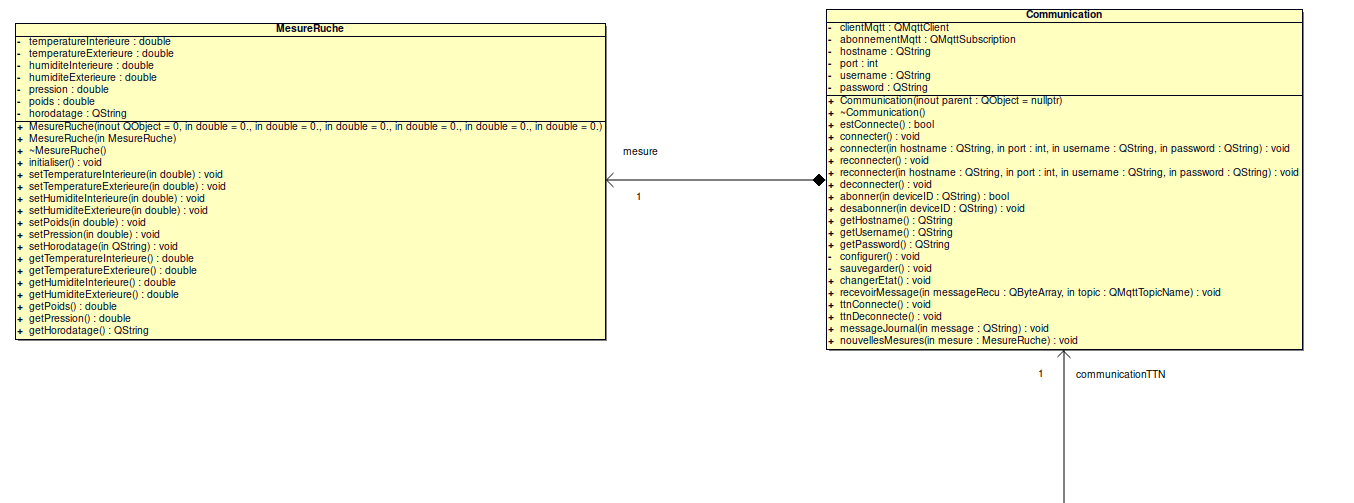 MesureRuche
- temperatureInterieure : double
- temperatureExterieure : double
- humiditeInterieure : double
- humiditeExterieure : double
- pression : double
- poids : double
- horodatage : QString
+ MesureRuche(inout QObject = 0, in double = 0., in double = 0., in double = 0., in double = 0., in double = 0., in double = 0.)
+ MesureRuche(in MesureRuche)
+ ~MesureRuche()
+ initialiser() : void
+ setTemperatureInterieure(in double) : void
+ setTemperatureExterieure(in double) : void
+ setHumiditeInterieure(in double) : void
+ setHumiditeExterieure(in double) : void
+ setPoids(in double) : void
+ setPression(in double) : void
+ setHorodatage(in QString) : void
+ getTemperatureInterieure() : double
+ getTemperatureExterieure() : double
+ getHumiditeInterieure() : double
+ getHumiditeExterieure() : double
+ getPoids() : double
+ getPression() : double
+ getHorodatage() : QString
mesure
1
Communication
- clientMqtt : QMqttClient
- abonnementMqtt : QMqttSubscription
- hostname : QString
- port : int
- username : QString
- password : QString
+ Communication(inout parent : QObject = nullptr)
+ ~Communication()
+ estConnecte() : bool
+ connecter() : void
+ connecter(in hostname : QString, in port : int, in username : QString, in password : QString) : void
+ reconnecter() : void
+ reconnecter(in hostname : QString, in port : int, in username : QString, in password : QString) : void
+ deconnecter() : void
+ abonner(in deviceID : QString) : bool
+ desabonner(in deviceID : QString) : void
+ getHostname() : QString
+ getUsername() : QString
+ getPassword() : QString
- configurer() : void
- sauvegarder() : void
+ changerEtat() : void
+ recevoirMessage(in messageRecu : QByteArray, in topic : QMqttTopicName) : void
+ ttnConnecte() : void
+ ttnDeconnecte() : void
+ messageJournal(in message : QString) : void
+ nouvellesMesures(in mesure : MesureRuche) : void
1
communicationTTN